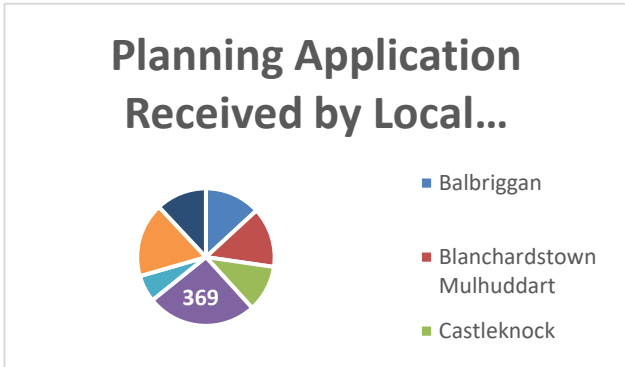 Planning Application
Received by Local…
Balbriggan
Blanchardstown
Mulhuddart
Castleknock
369